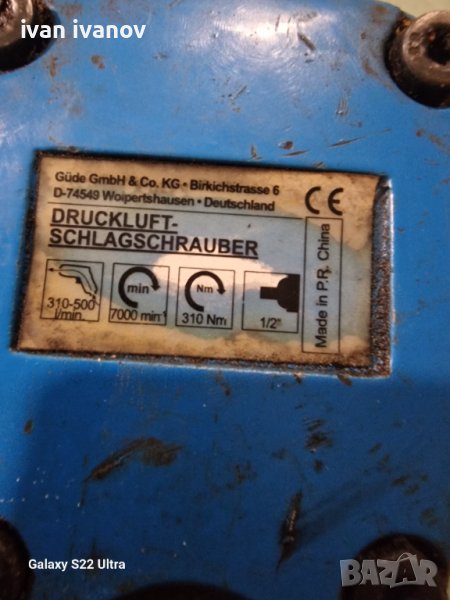 ivan ivanov
Güde GmbH & Co. KG • Birkichstrasse 6
D-74549 Wolpertshausen • Deutschland
DRUCKLUFT-
SCHLAGSCHRAUBER
CE
310-500
l/min.
min
7000 min⁻¹
Nm
310 Nm
1/2"
Made in P.R. China
Galaxy S22 Ultra
BAZAR